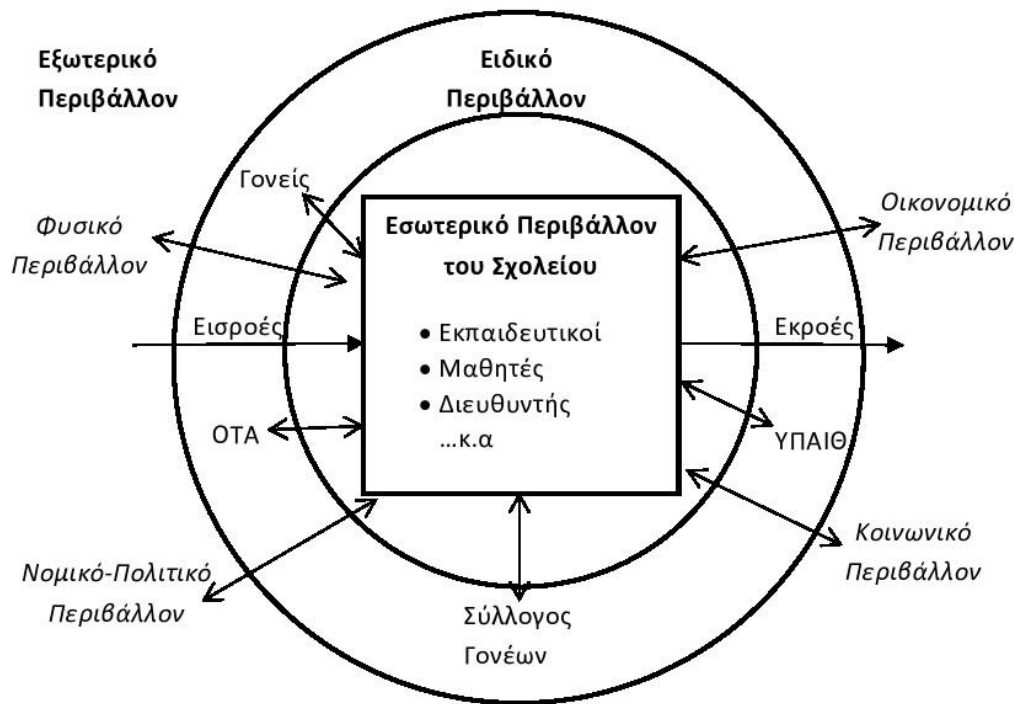 Εξωτερικό
Περιβάλλον
Ειδικό
Περιβάλλον
Γονείς
Φυσικό
Περιβάλλον
Εσωτερικό Περιβάλλον
του Σχολείου
Οικονομικό
Περιβάλλον
Εισροές
• Εκπαιδευτικοί
• Μαθητές
• Διευθυντής
...κ.α
Εκροές
ΟΤΑ
ΥΠΑΙΘ
Νομικό-Πολιτικό
Περιβάλλον
Σύλλογος
Γονέων
Κοινωνικό
Περιβάλλον